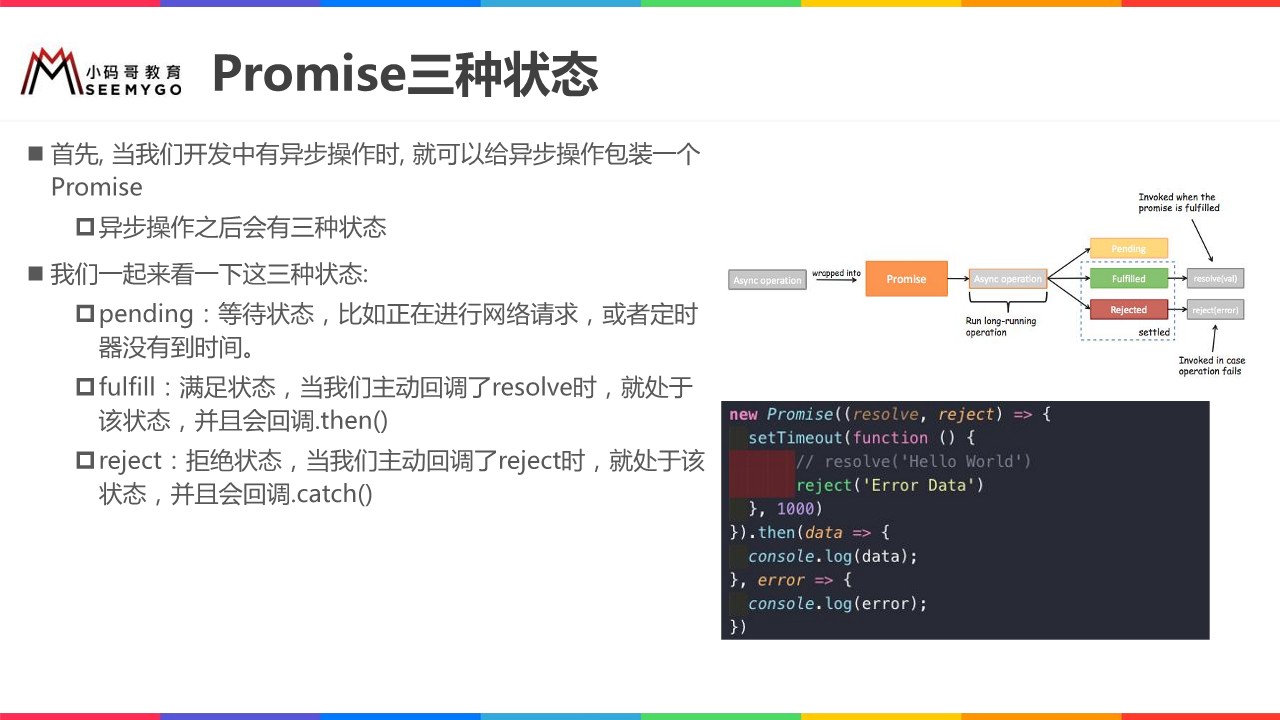 小码哥教育
SEEMYGO
Promise三种状态
首先, 当我们开发中有异步操作时, 就可以给异步操作包装一个
Promise
异步操作之后会有三种状态
我们一起来看一下这三种状态:
pending：等待状态，比如正在进行网络请求，或者定时
器没有到时间。
fulfill：满足状态，当我们主动回调了resolve时，就处于
该状态，并且会回调.then()
reject：拒绝状态，当我们主动回调了reject时，就处于该
状态，并且会回调.catch()
Invoked when the
promise is fulfilled
Async operation
wrapped into
Promise
Async operation
Run long-running
operation
Pending
Fulfilled
Rejected
settled
resolve(val)
reject(error)
Invoked in case
operation fails
new Promise((resolve, reject) => {
setTimeout(function () {
// resolve('Hello World')
reject('Error Data')
}, 1000)
}).then(data => {
console.log(data);
}, error => {
console.log(error);
})